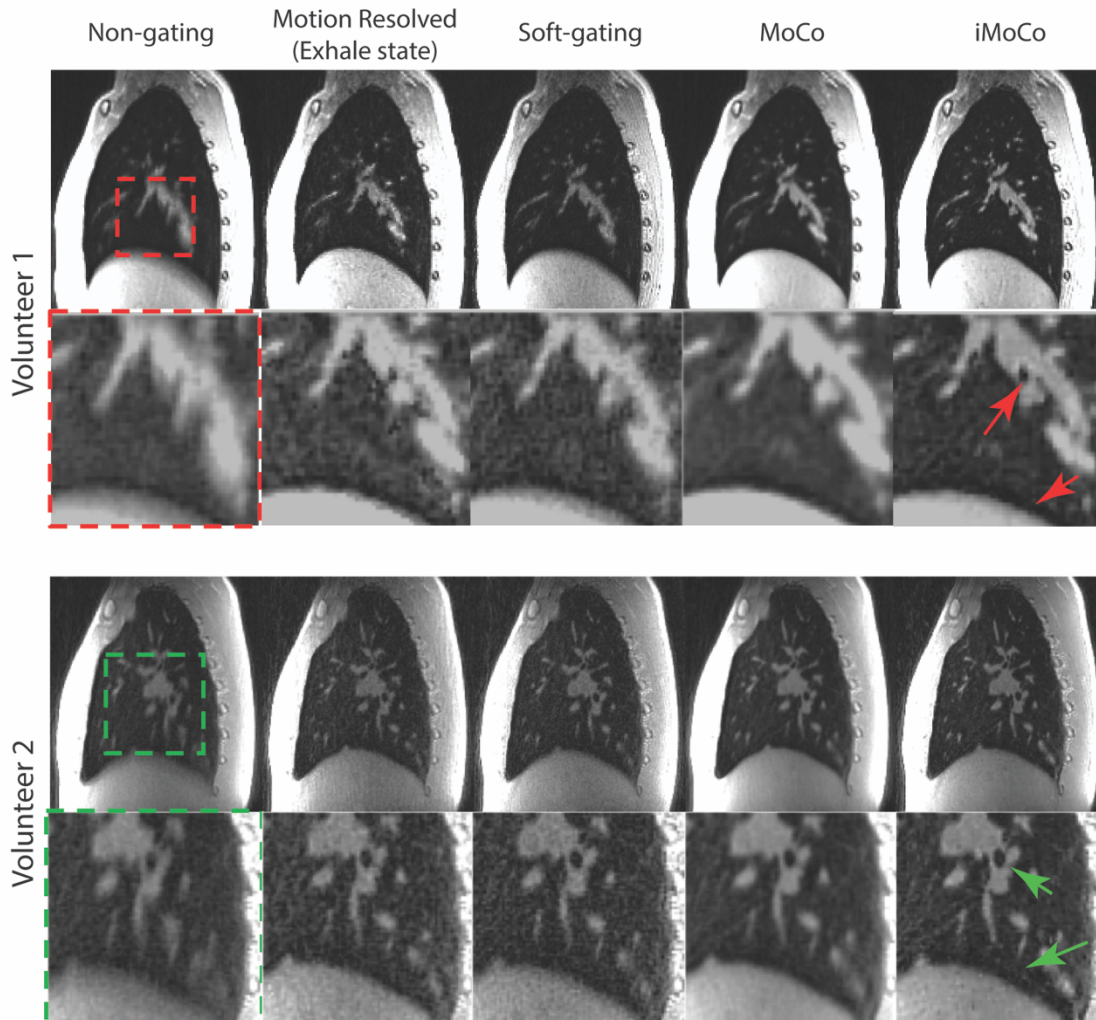 Non-gating
Motion Resolved
(Exhale state)
Soft-gating
MoCo
iMoCo
Volunteer 1
Volunteer 2